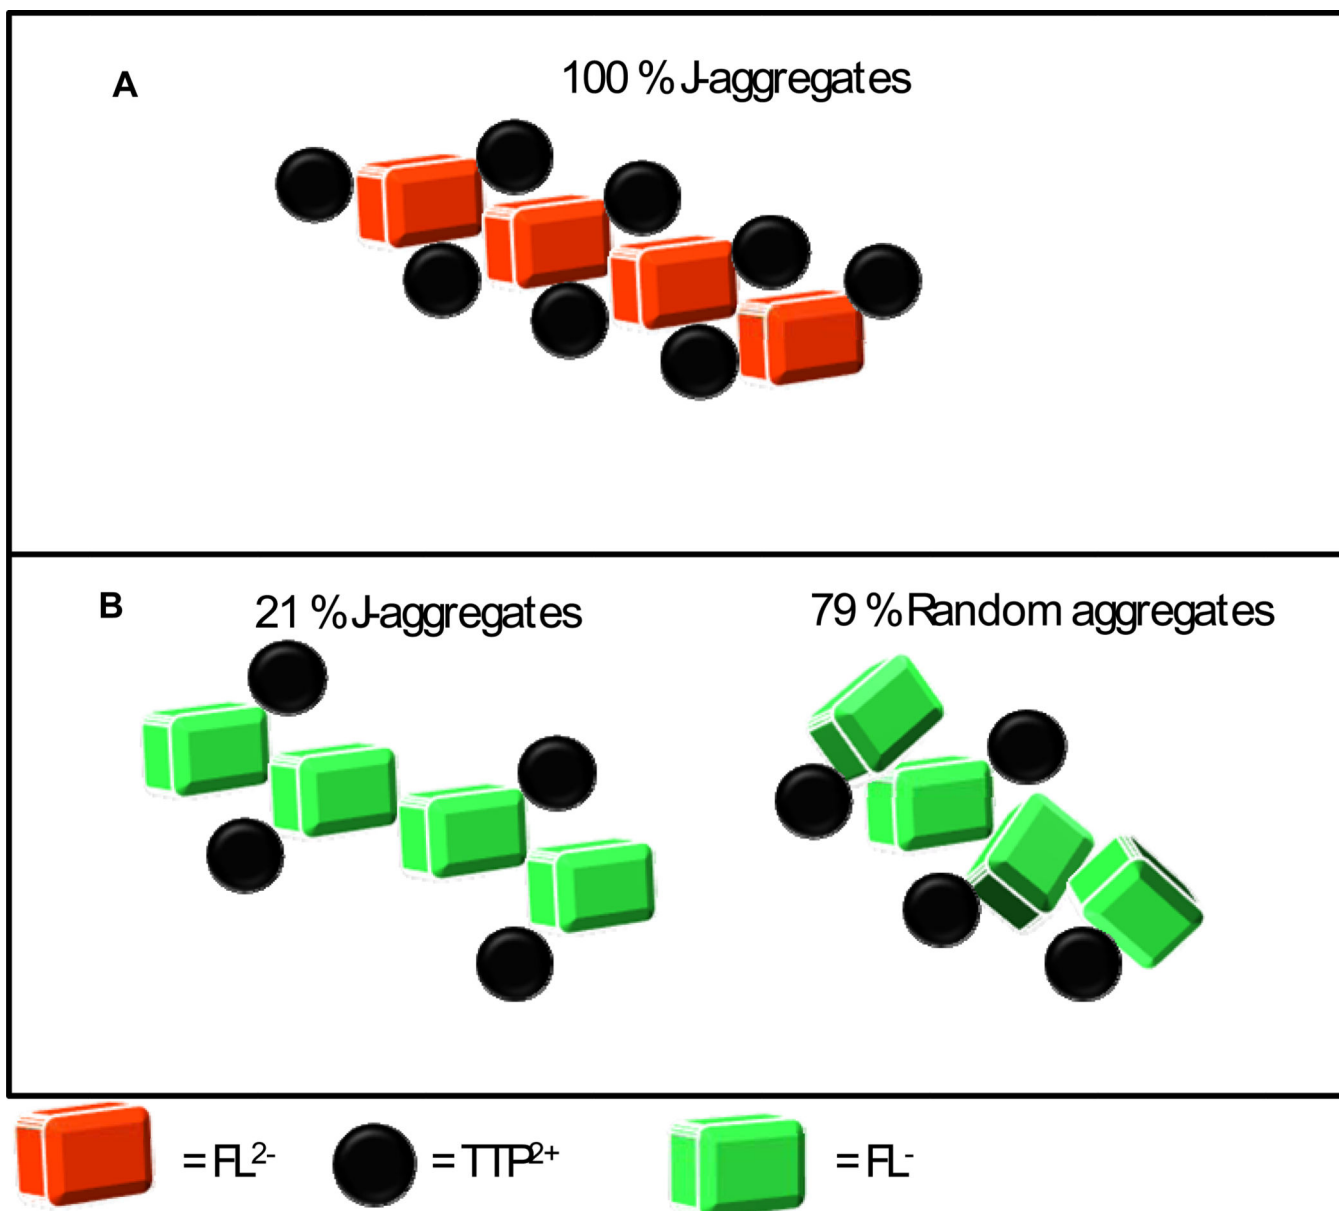 A
100 % J-aggregates
B
21 % J-aggregates
79 % Random aggregates
= FL²⁻
= TTP²⁺
= FL⁻